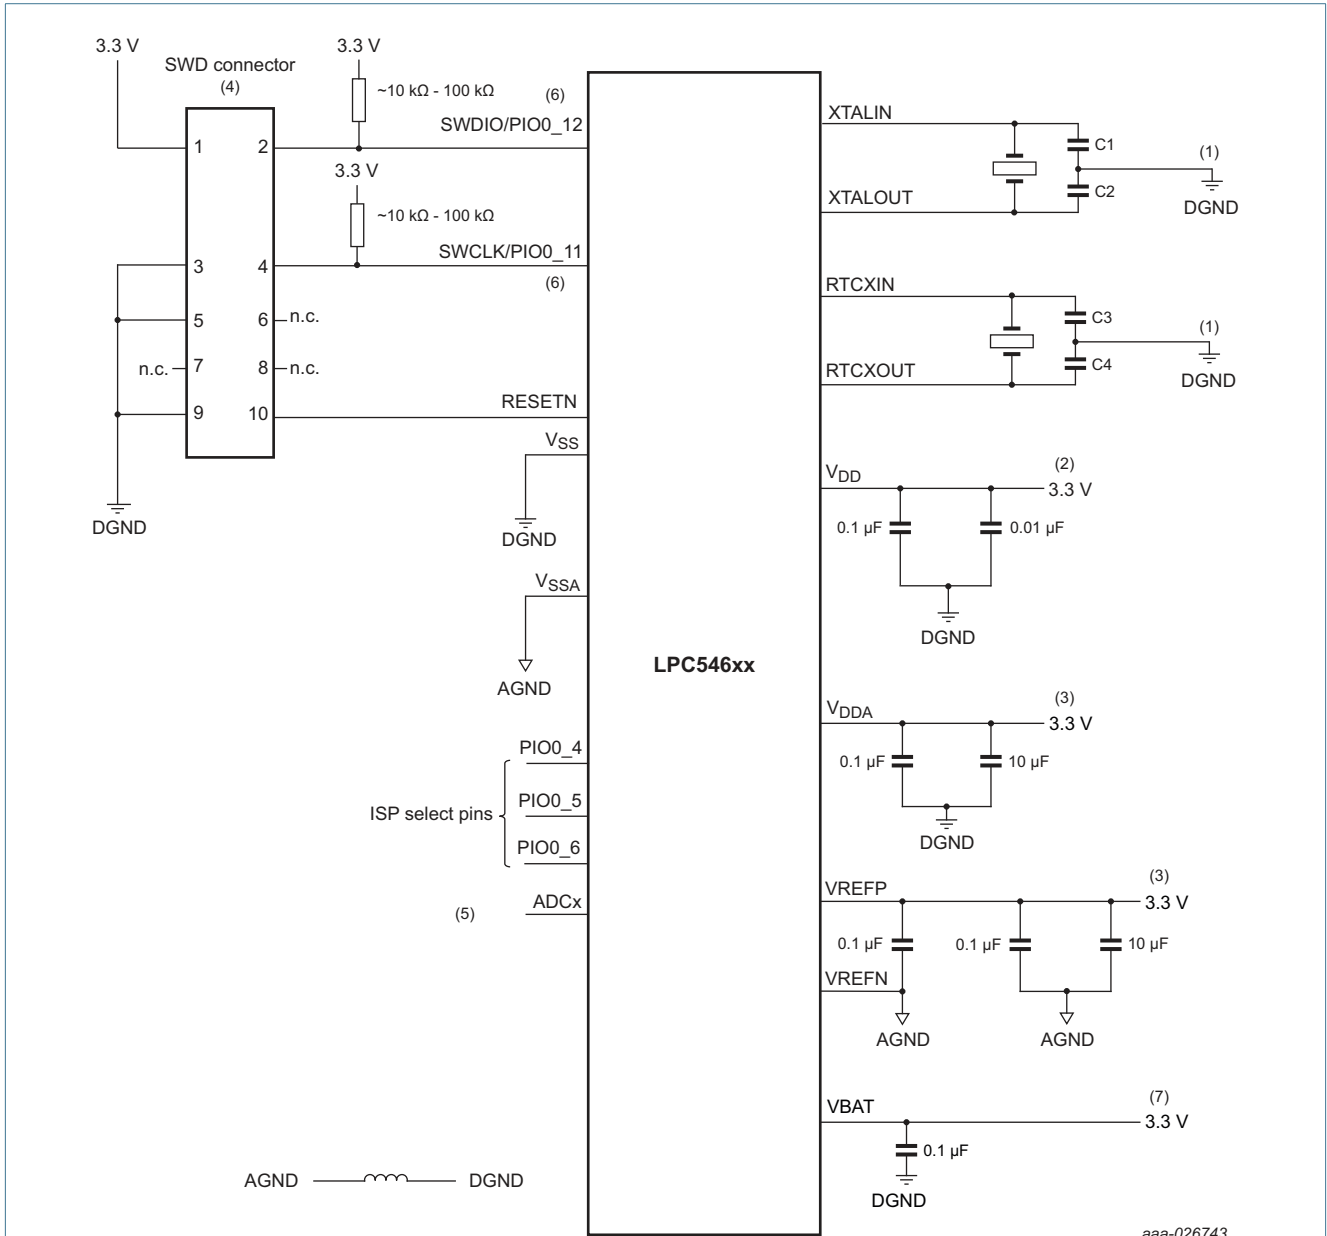 3.3 V
SWD connector
(4)
3.3 V
~10 kΩ - 100 kΩ
(6)
SWDIO/PIO0_12
1
2
3.3 V
~10 kΩ - 100 kΩ
SWCLK/PIO0_11
(6)
3
4
5
6
n.c.
n.c.
7
8
n.c.
9
10
RESETN
DGND
VSS
DGND
VSSA
AGND
LPC546xx
ISP select pins
PIO0_4
PIO0_5
PIO0_6
(5)
ADCx
AGND
DGND
XTALIN
C1
(1)
C2
XTALOUT
DGND
RTCXIN
C3
(1)
C4
RTCXOUT
DGND
VDD
(2)
3.3 V
0.1 µF
0.01 µF
DGND
VDDA
(3)
3.3 V
0.1 µF
10 µF
DGND
VREFP
(3)
3.3 V
0.1 µF
0.1 µF
10 µF
VREFN
AGND
AGND
VBAT
(7)
3.3 V
0.1 µF
DGND
aaa-026743